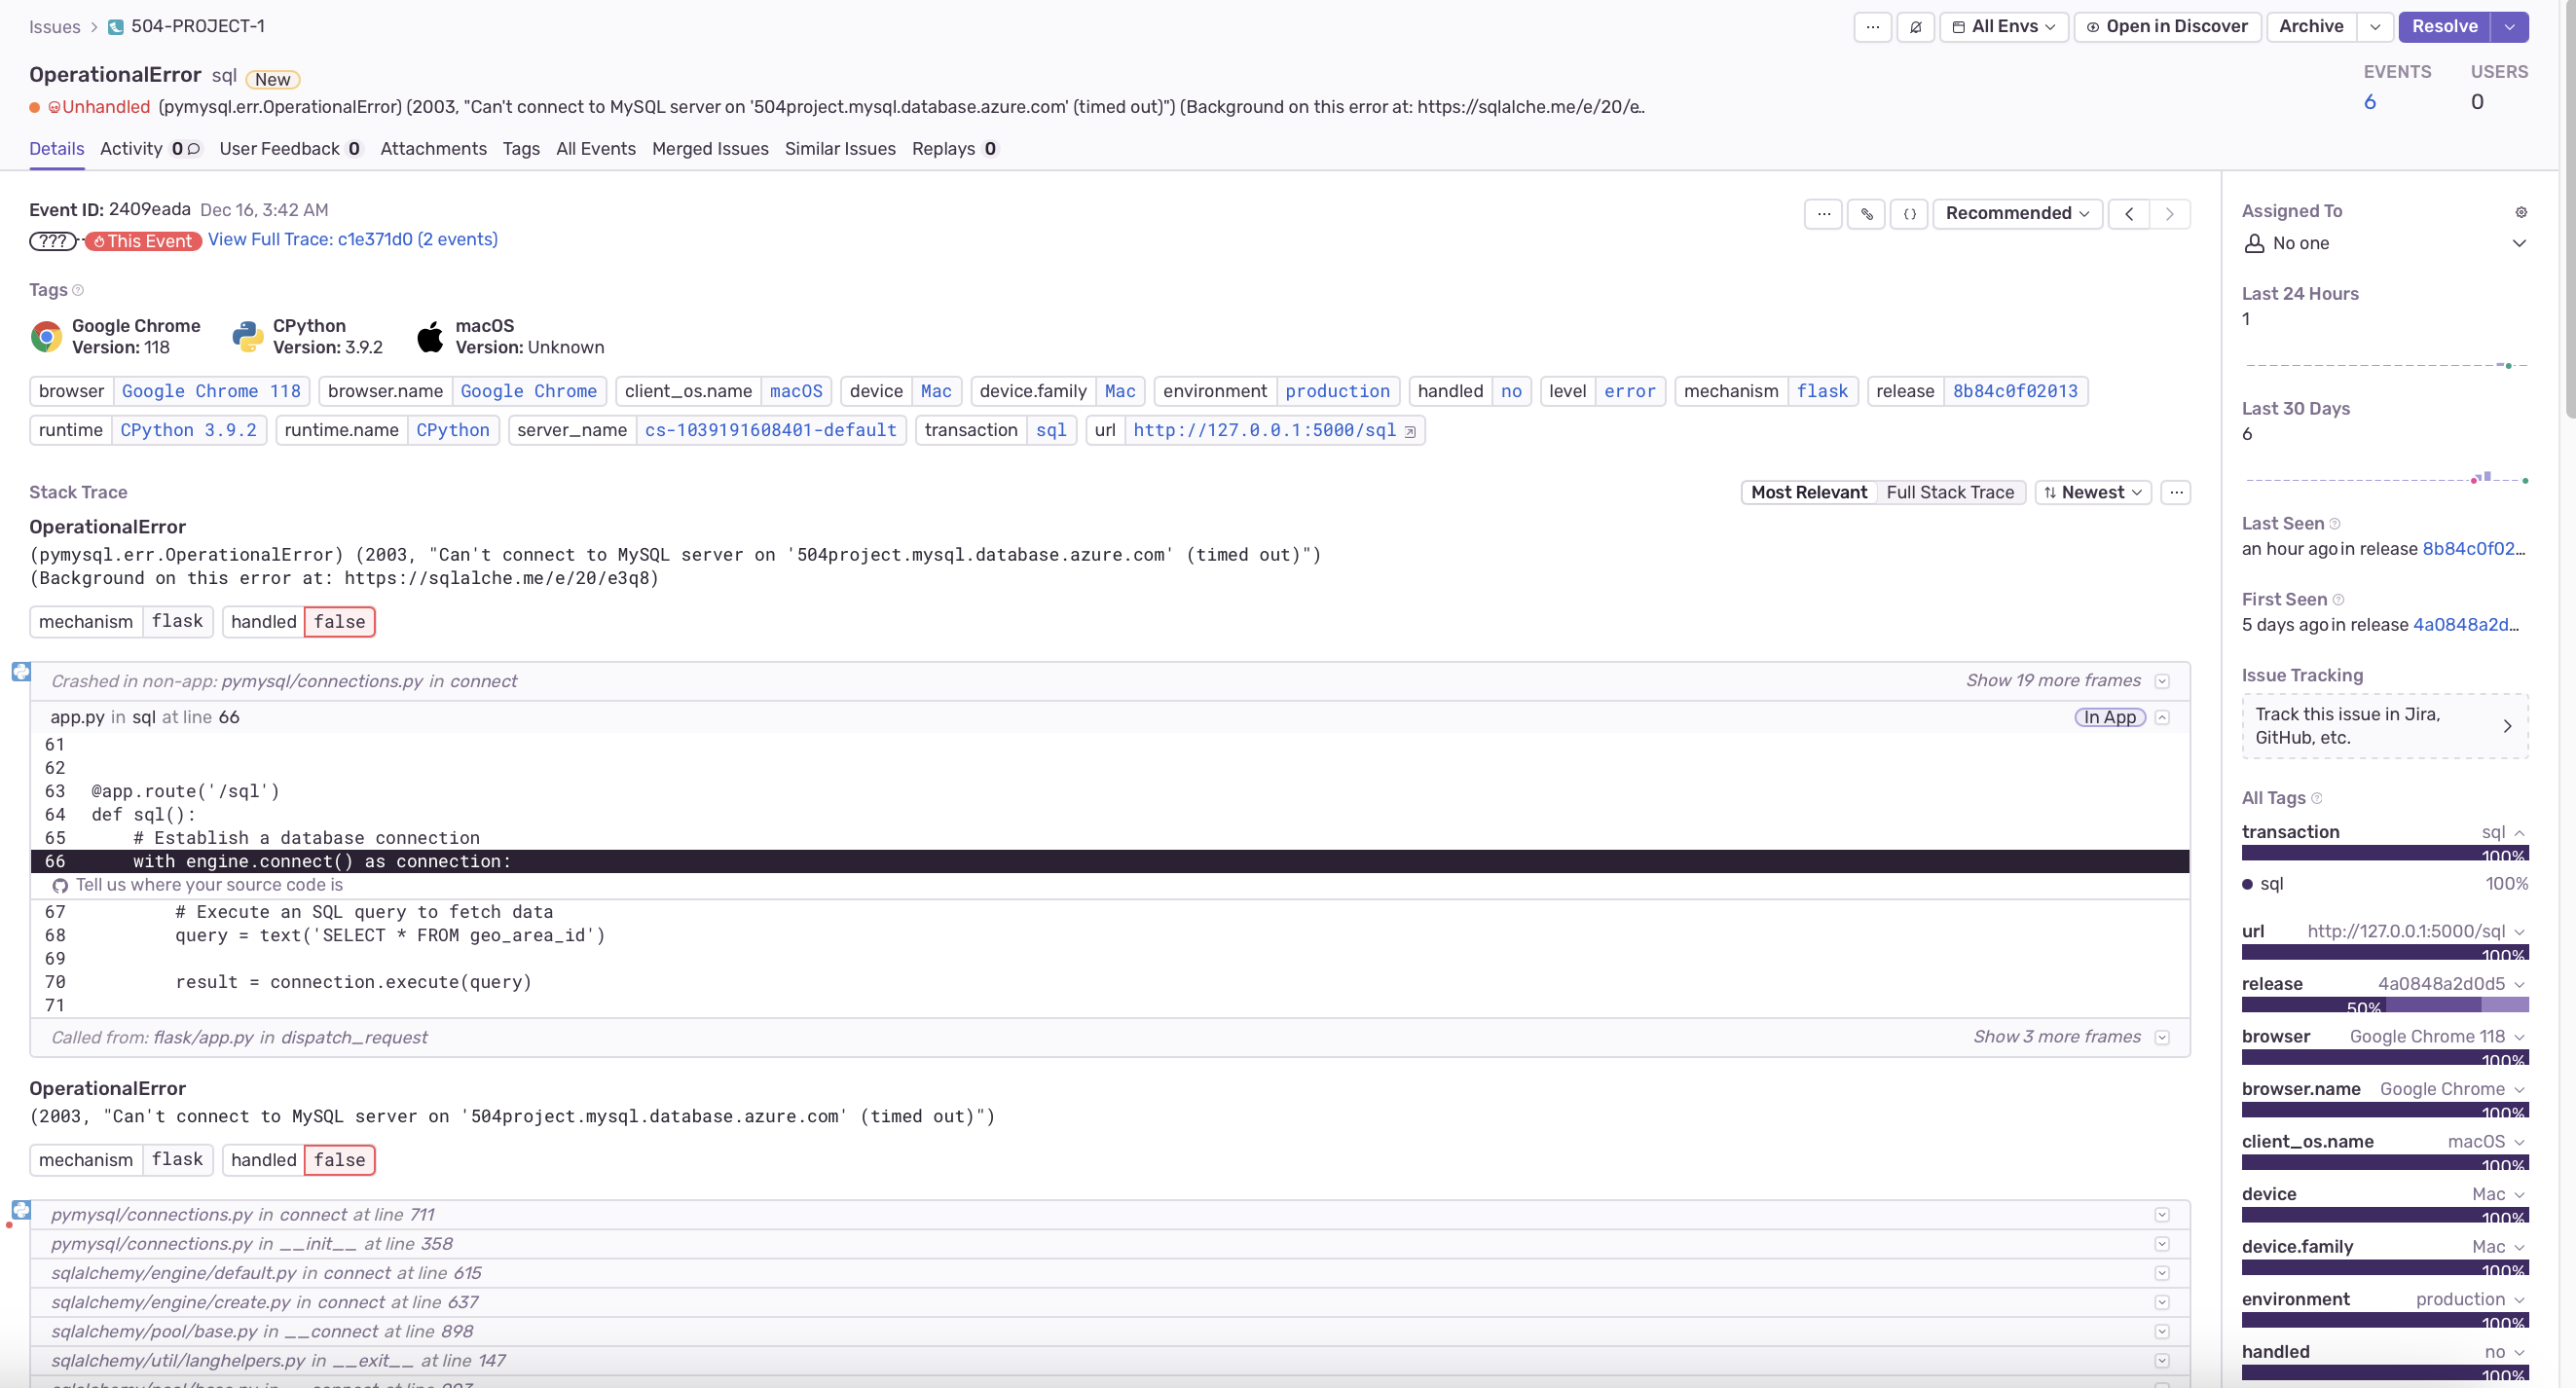 Issues > 504-PROJECT-1
... All Envs Open in Discover Archive Resolve
OperationalError sql New
EVENTS USERS
6 0
Unhandled (pymysql.err.OperationalError) (2003, "Can't connect to MySQL server on '504project.mysql.database.azure.com' (timed out)") (Background on this error at: https://sqlalche.me/e/20/e..
Details Activity 0 User Feedback 0 Attachments Tags All Events Merged Issues Similar Issues Replays 0
Event ID: 2409eada Dec 16, 3:42 AM
... {} Recommended < >
??? This Event View Full Trace: c1e371d0 (2 events)
Tags ?
Google Chrome
Version: 118
CPython
Version: 3.9.2
macOS
Version: Unknown
browser Google Chrome 118 browser.name Google Chrome client_os.name macOS device Mac device.family Mac environment production handled no level error mechanism flask release 8b84c0f02013
runtime CPython 3.9.2 runtime.name CPython server_name cs-1039191608401-default transaction sql url http://127.0.0.1:5000/sql
Stack Trace
Most Relevant Full Stack Trace Newest ...
OperationalError
(pymysql.err.OperationalError) (2003, "Can't connect to MySQL server on '504project.mysql.database.azure.com' (timed out)")
(Background on this error at: https://sqlalche.me/e/20/e3q8)
mechanism flask handled false
Crashed in non-app: pymysql/connections.py in connect Show 19 more frames
app.py in sql at line 66 In App
61
62
63 @app.route('/sql')
64 def sql():
65 # Establish a database connection
66 with engine.connect() as connection:
Tell us where your source code is
67 # Execute an SQL query to fetch data
68 query = text('SELECT * FROM geo_area_id')
69
70 result = connection.execute(query)
71
Called from: flask/app.py in dispatch_request Show 3 more frames
OperationalError
(2003, "Can't connect to MySQL server on '504project.mysql.database.azure.com' (timed out)")
mechanism flask handled false
pymysql/connections.py in connect at line 711
pymysql/connections.py in __init__ at line 358
sqlalchemy/engine/default.py in connect at line 615
sqlalchemy/engine/create.py in connect at line 637
sqlalchemy/pool/base.py in __connect at line 898
sqlalchemy/util/langhelpers.py in __exit__ at line 147
Assigned To
No one
Last 24 Hours
1
Last 30 Days
6
Last Seen ?
an hour ago in release 8b84c0f02...
First Seen ?
5 days ago in release 4a0848a2d...
Issue Tracking
Track this issue in Jira,
GitHub, etc.
All Tags ?
transaction sql
100%
sql 100%
url http://127.0.0.1:5000/sql
100%
release 4a0848a2d0d5
50%
browser Google Chrome 118
100%
browser.name Google Chrome
100%
client_os.name macOS
100%
device Mac
100%
device.family Mac
100%
environment production
100%
handled no
100%